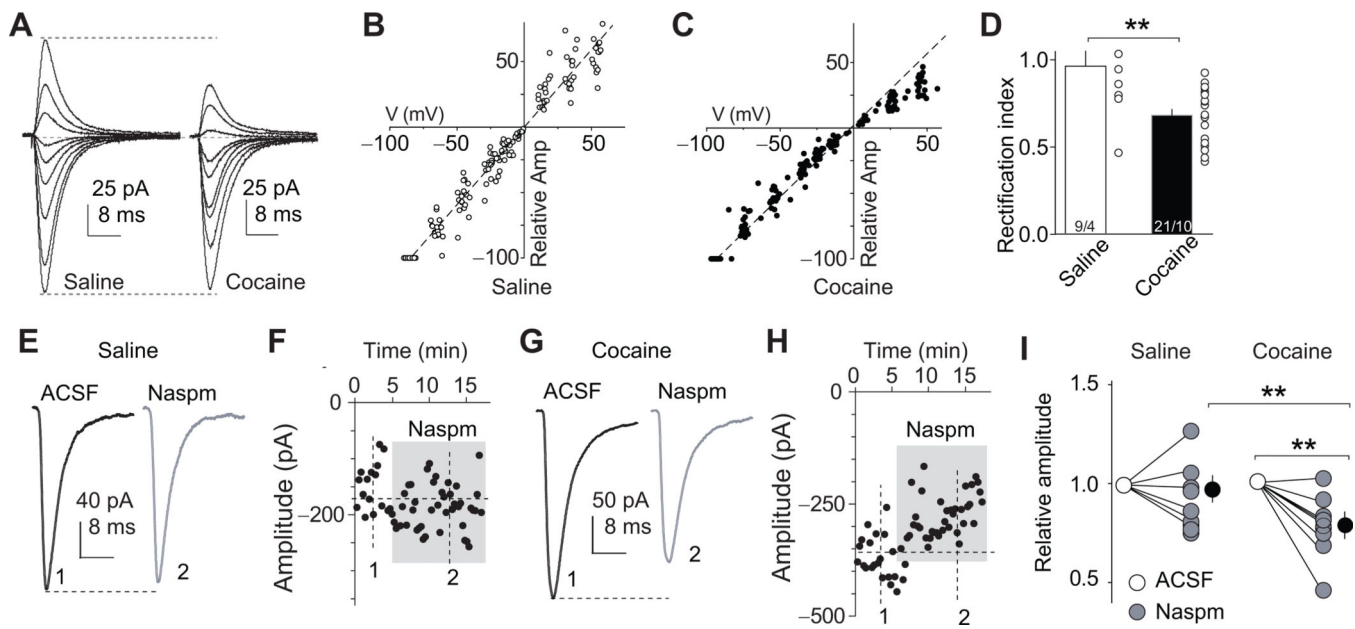 A
25 pA
8 ms
Saline
25 pA
8 ms
Cocaine
B
V (mV)
50
−50
50
−100
Relative Amp
Saline
C
V (mV)
50
−50
50
−100
Relative Amp
Cocaine
D
**
Rectification index
1.0
0.5
0.0
9/4
21/10
Saline
Cocaine
E
Saline
ACSF
Naspm
40 pA
8 ms
1
2
F
Time (min)
0 5 10 15
0
Naspm
−200
Amplitude (pA)
1
2
G
Cocaine
ACSF
Naspm
50 pA
8 ms
1
2
H
Time (min)
0 5 10 15
0
Naspm
−250
−500
Amplitude (pA)
1
2
I
Saline
Cocaine
1.5
**
**
1.0
0.5
Relative amplitude
ACSF
Naspm